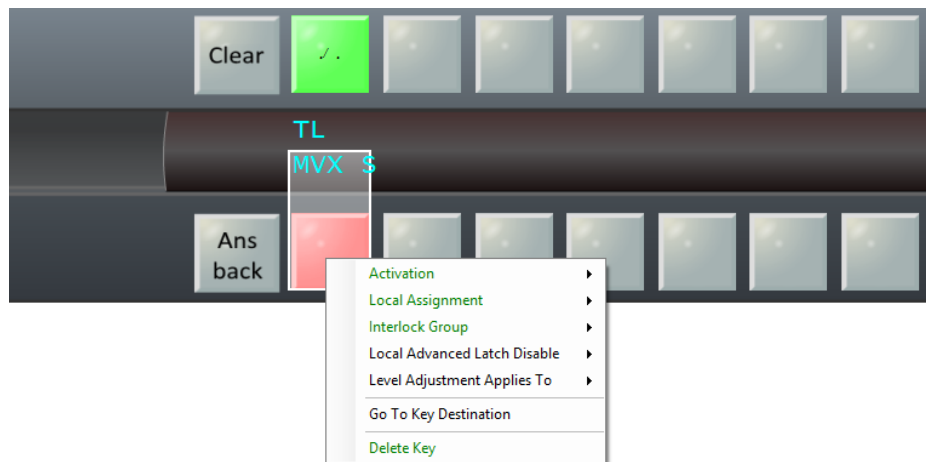 Clear
TL
MVX S
Ans
back
Activation
Local Assignment
Interlock Group
Local Advanced Latch Disable
Level Adjustment Applies To
Go To Key Destination
Delete Key